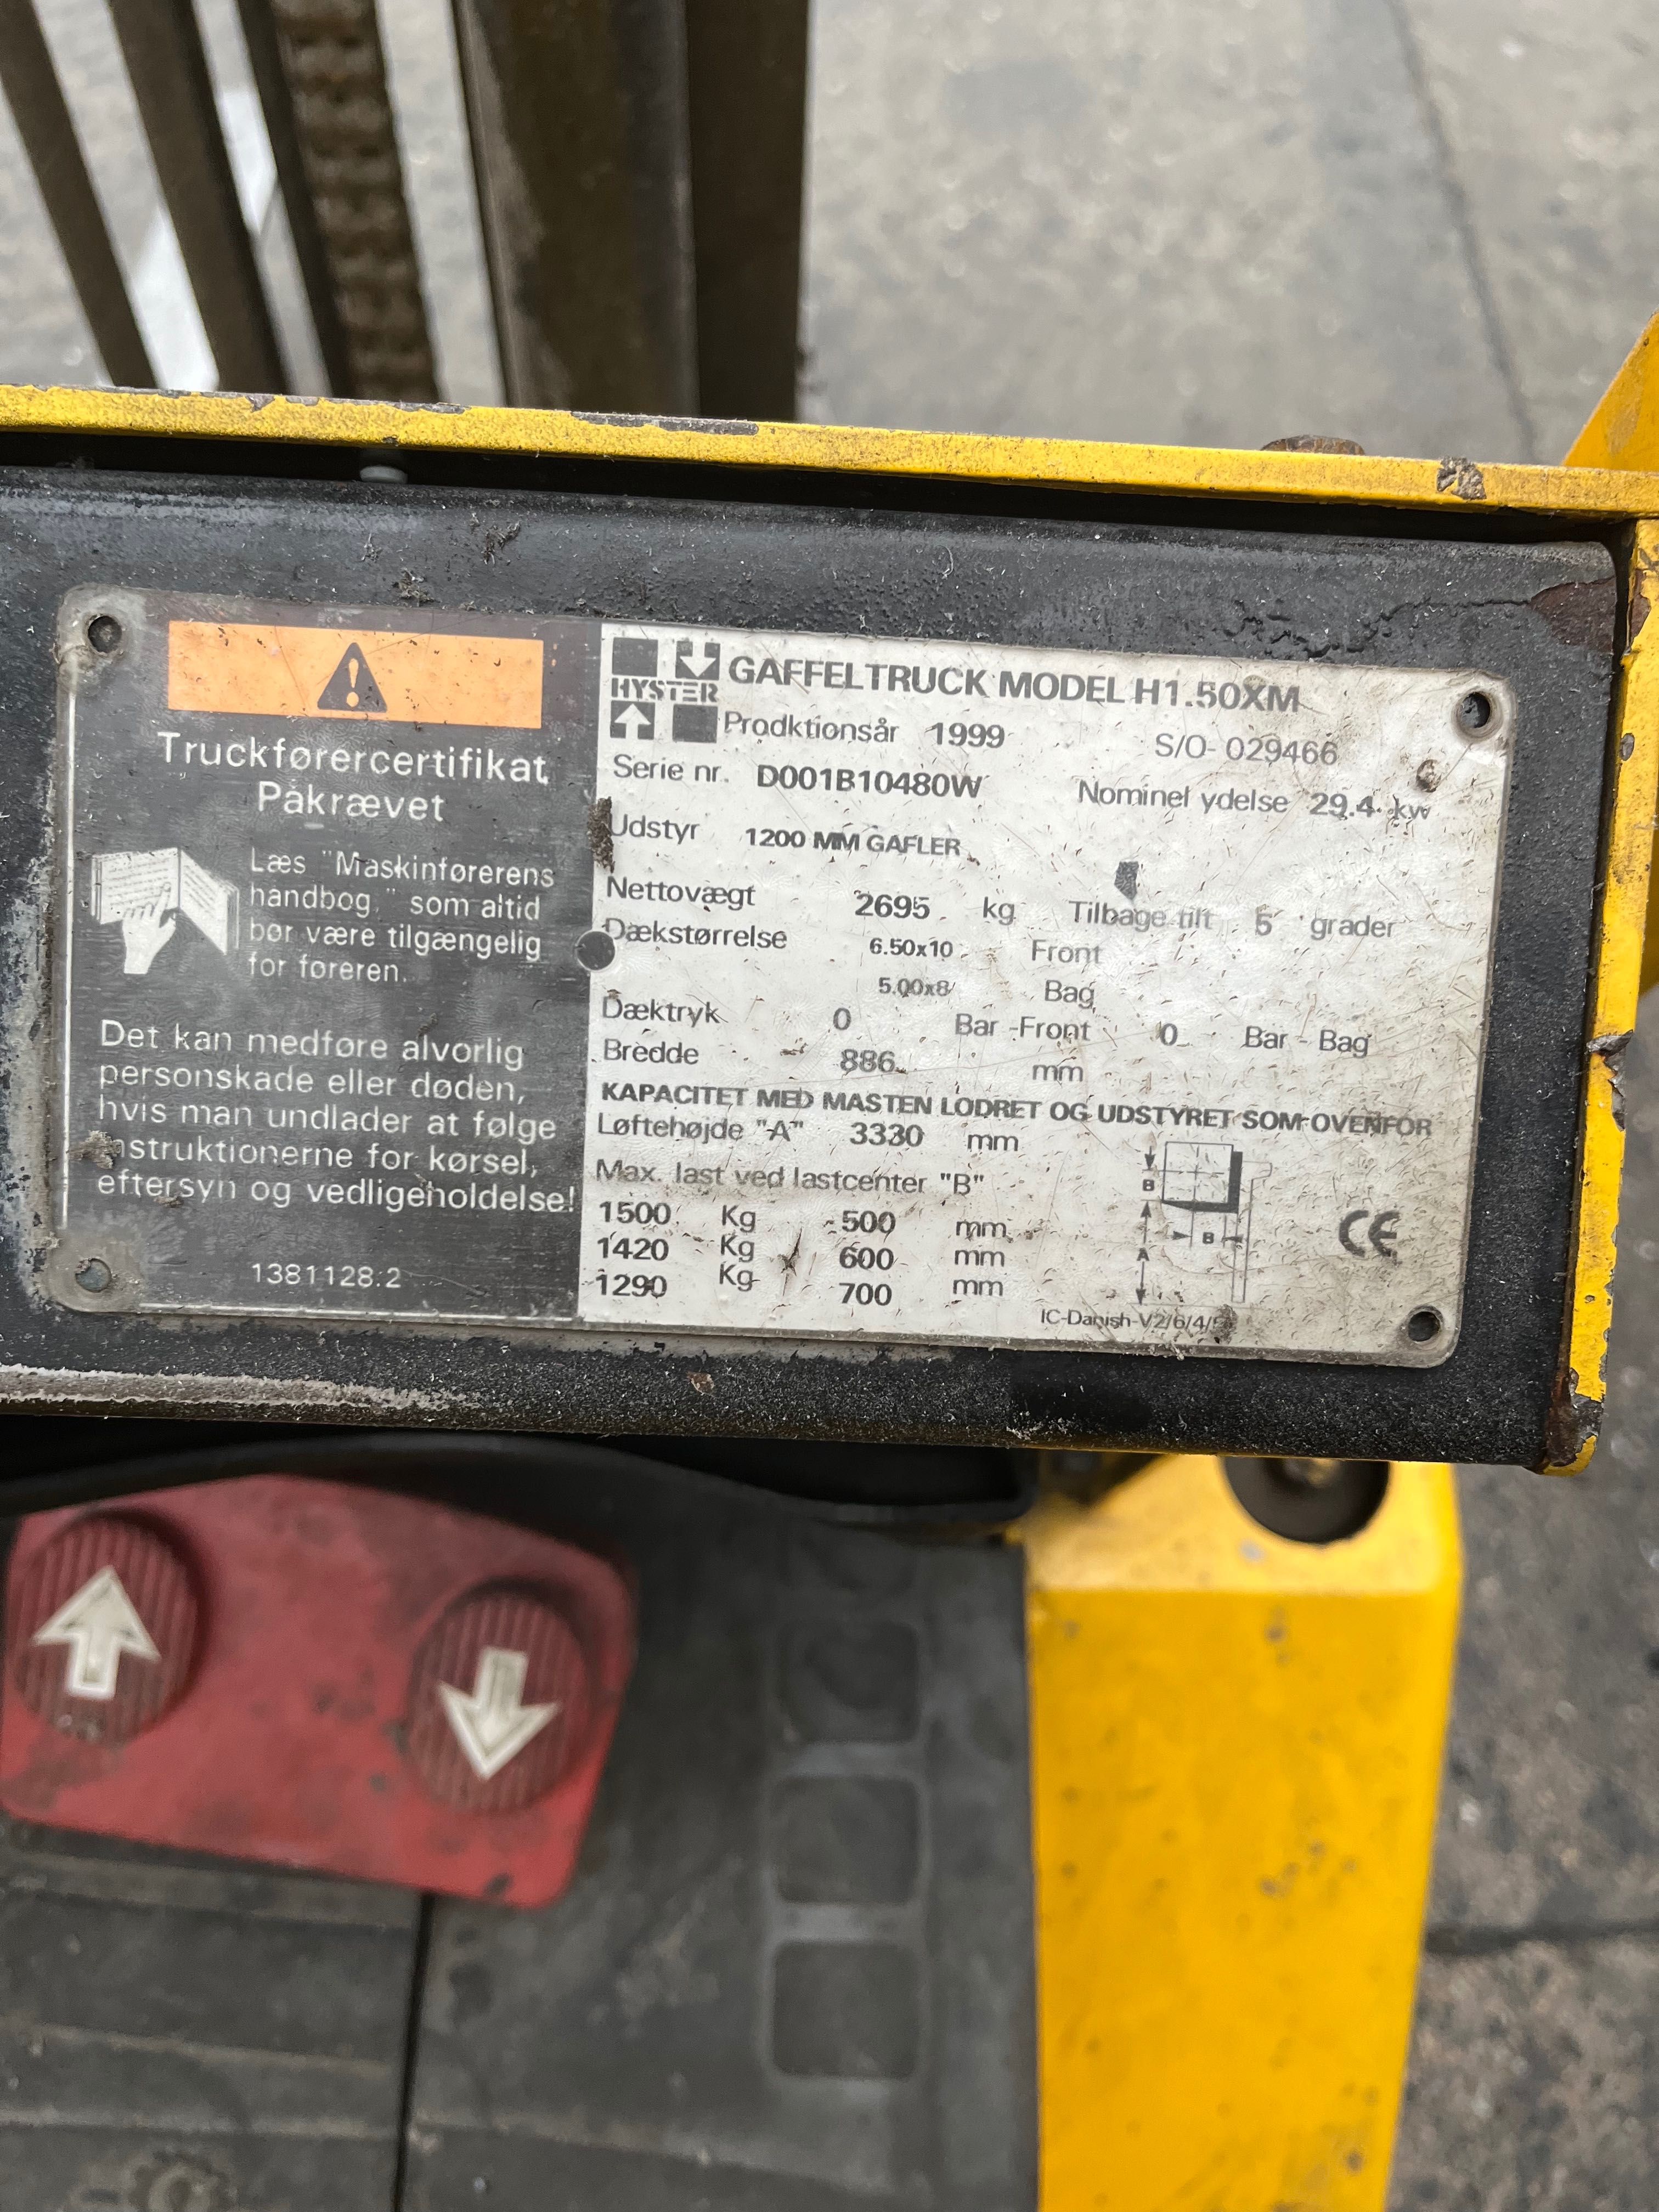 Truckførercertifikat
Påkrævet
Læs "Maskinførerens
handbog." som altid
bør være tilgængelig
for føreren.
Det kan medføre alvorlig
personskade eller døden,
hvis man undlader at følge
instruktionerne for kørsel,
eftersyn og vedligeholdelse!
1381128.2
HYSTER
GAFFELTRUCK MODEL H1.50XM
Prodktionsår 1999 S/O- 029466
Serie nr. D001B10480W Nominel ydelse 29.4 kw
Udstyr 1200 MM GAFLER
Nettovægt 2695 kg Tilbage tilt 5 grader
Dækstørrelse 6.50x10 Front
5.00x8 Bag
Dæktryk 0 Bar -Front 0 Bar - Bag
Bredde 886 mm
KAPACITET MED MASTEN LODRET OG UDSTYRET SOM OVENFOR
Løftehøjde "A" 3330 mm
Max. last ved lastcenter "B"
1500 Kg 500 mm
1420 Kg 600 mm
1290 Kg 700 mm
B
B
A
CE
IC-Danish-V2/6/4/